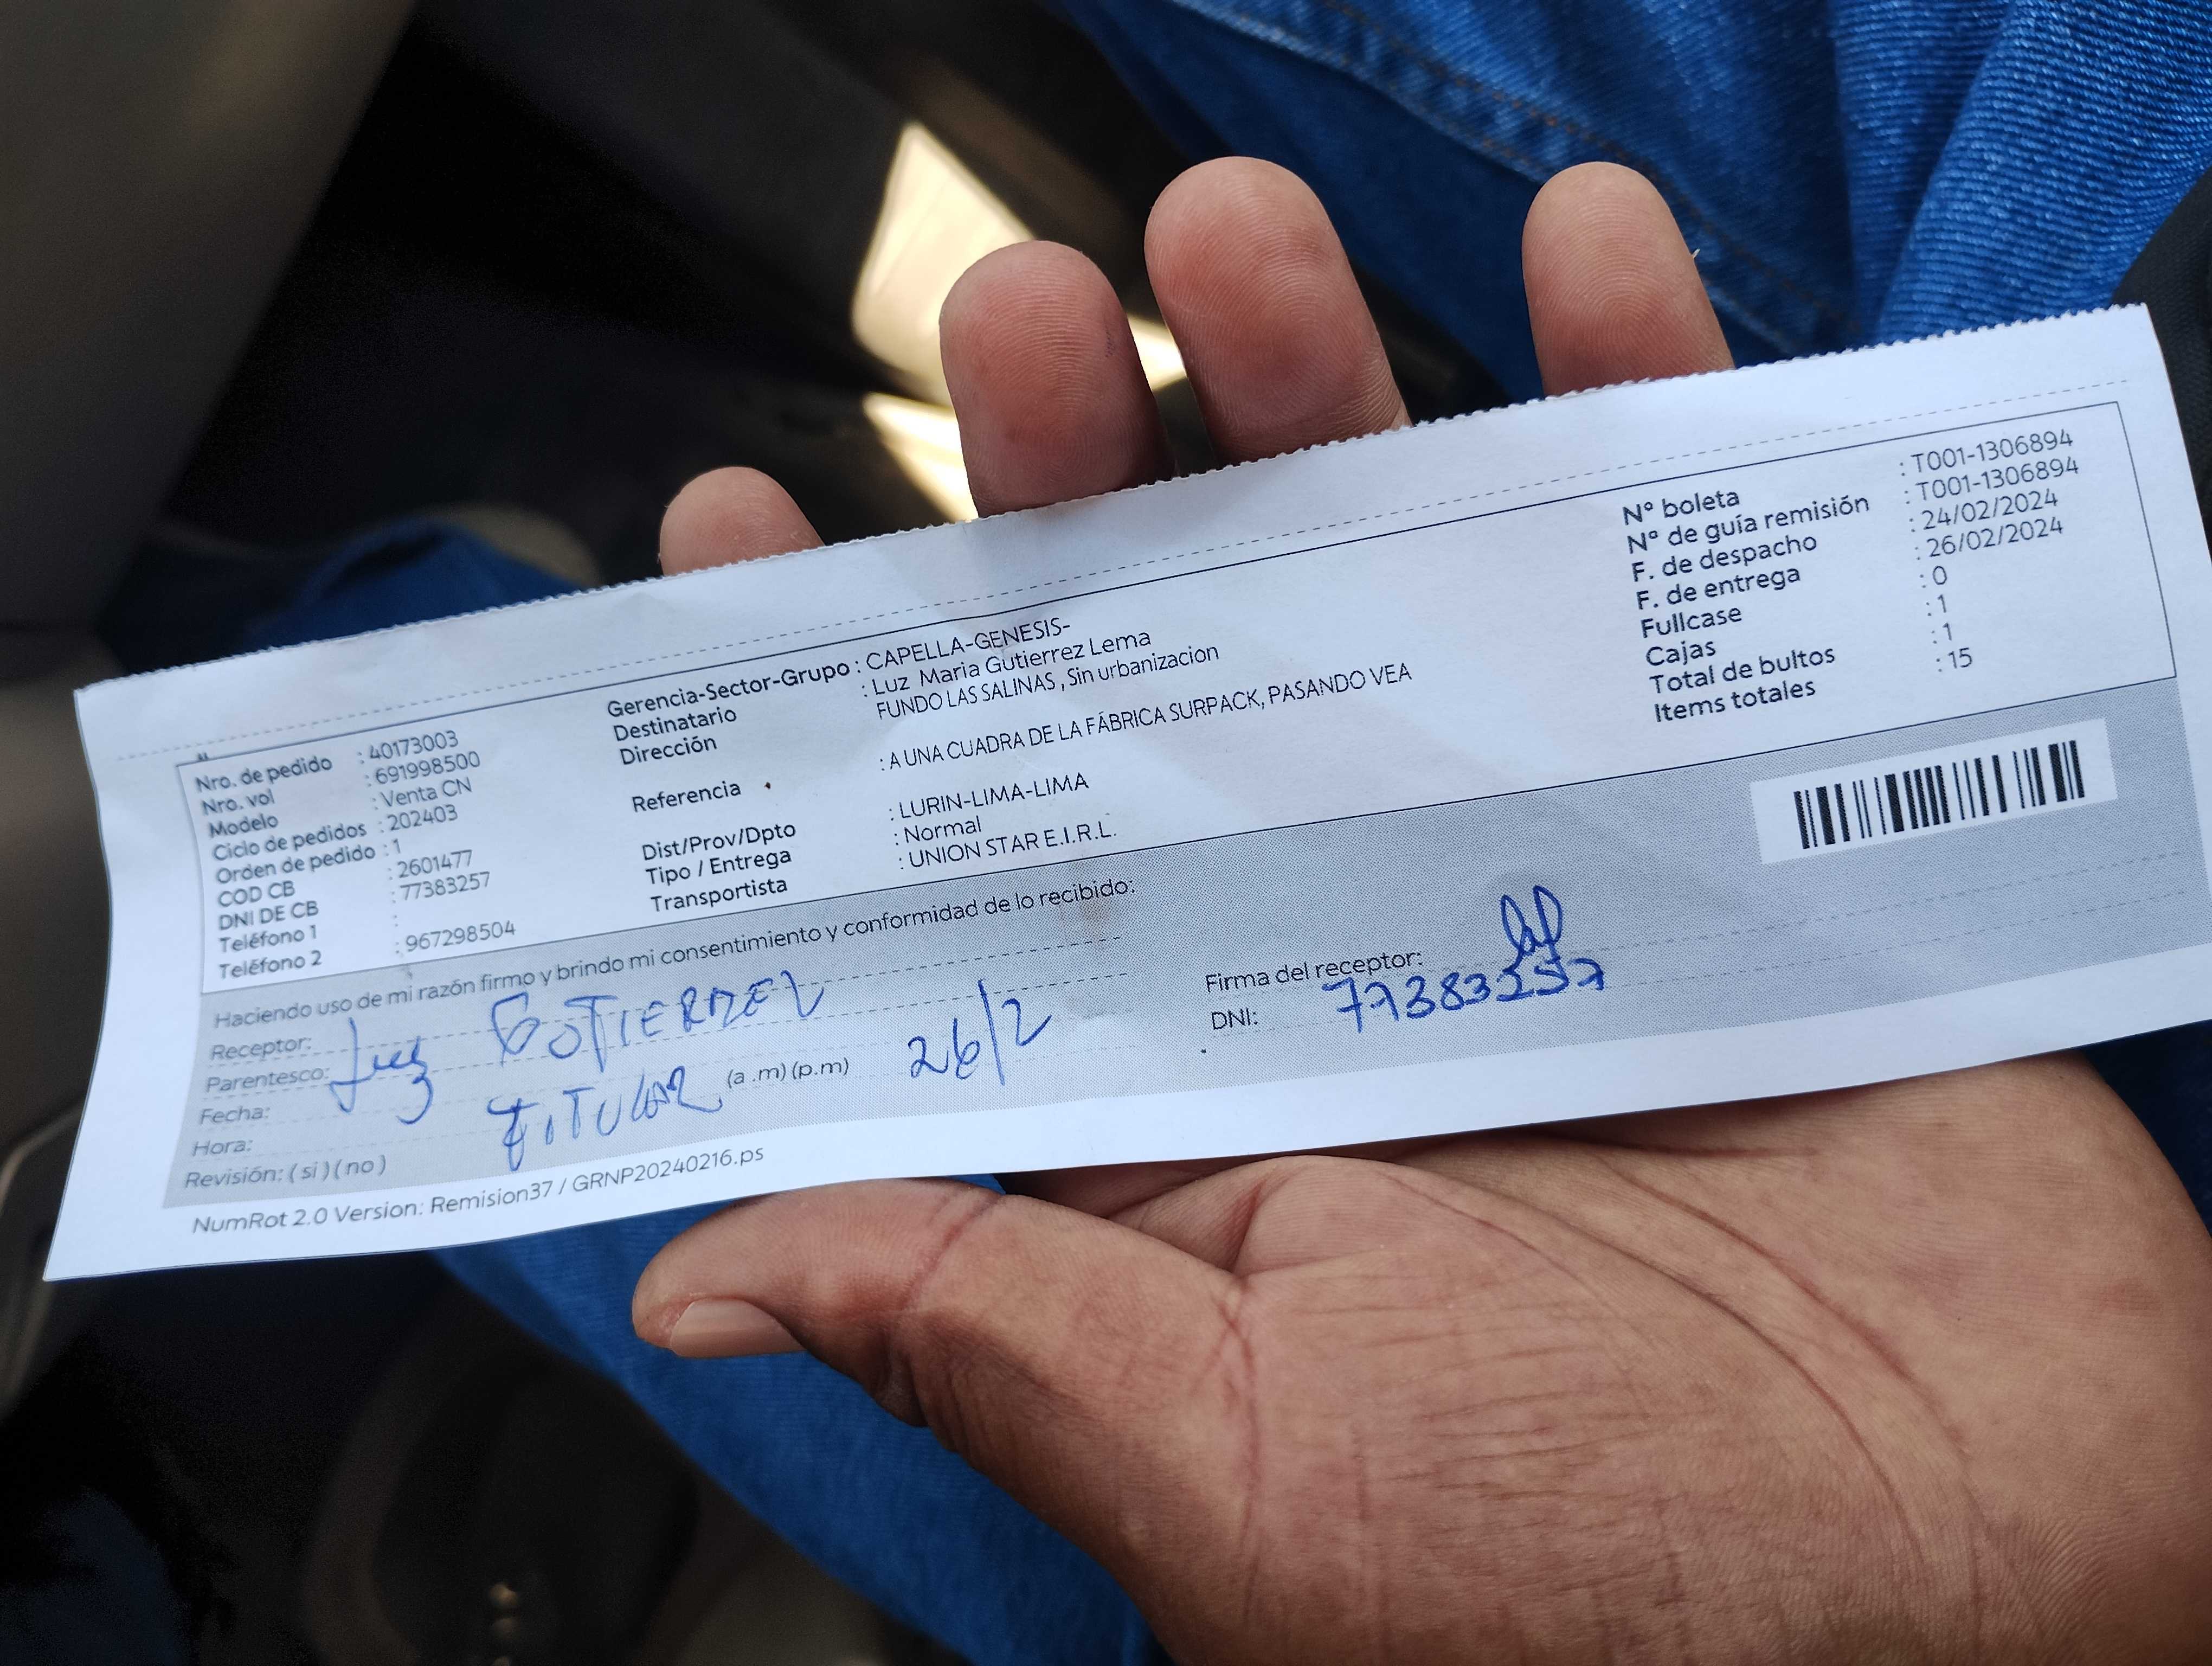 Nro. de pedido : 40173003
Nro. vol : 691998500
Modelo : Venta CN
Ciclo de pedidos : 202403
Orden de pedido : 1
COD CB : 2601477
DNI DE CB : 77383257
Teléfono 1 :
Teléfono 2 : 967298504
Gerencia-Sector-Grupo : CAPELLA-GENESIS-
Destinatario : Luz Maria Gutierrez Lema
Dirección FUNDO LAS SALINAS , Sin urbanizacion
Referencia : A UNA CUADRA DE LA FÁBRICA SURPACK, PASANDO VEA
Dist/Prov/Dpto : LURIN-LIMA-LIMA
Tipo / Entrega : Normal
Transportista : UNION STAR E.I.R.L.
Nº boleta : T001-1306894
Nº de guía remisión : T001-1306894
F. de despacho : 24/02/2024
F. de entrega : 26/02/2024
Fullcase : 0
Cajas : 1
Total de bultos : 1
Items totales : 15
Haciendo uso de mi razón firmo y brindo mi consentimiento y conformidad de lo recibido:
Receptor: Luz GUTIERREZ
Parentesco: TITULAR
Fecha: 26/2
Hora: (a .m) (p.m)
Revisión: ( si ) ( no )
Firma del receptor:
DNI: 77383257
NumRot 2.0 Version: Remision37 / GRNP20240216.ps